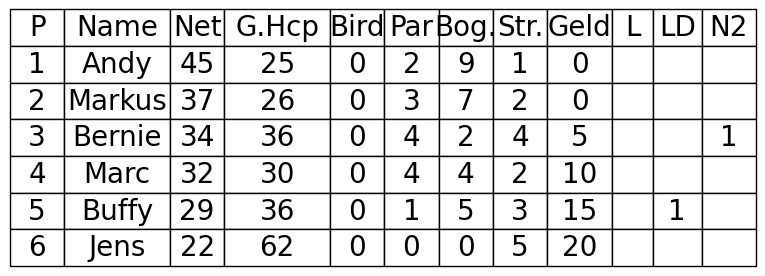 P Name Net G.Hcp Bird Par Bog. Str. Geld L LD N2
1 Andy 45 25 0 2 9 1 0
2 Markus 37 26 0 3 7 2 0
3 Bernie 34 36 0 4 2 4 5 1
4 Marc 32 30 0 4 4 2 10
5 Buffy 29 36 0 1 5 3 15 1
6 Jens 22 62 0 0 0 5 20